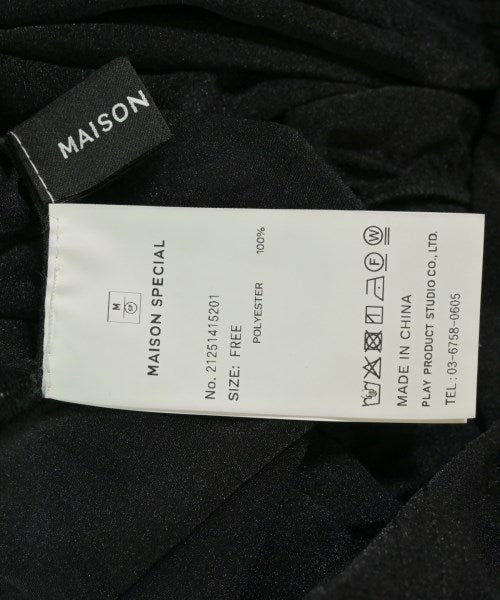 MAISON
M
SP
MAISON SPECIAL
No. 21251415201
SIZE: FREE
POLYESTER 100%
F W
MADE IN CHINA
PLAY PRODUCT STUDIO CO., LTD.
TEL : 03-6758-0605